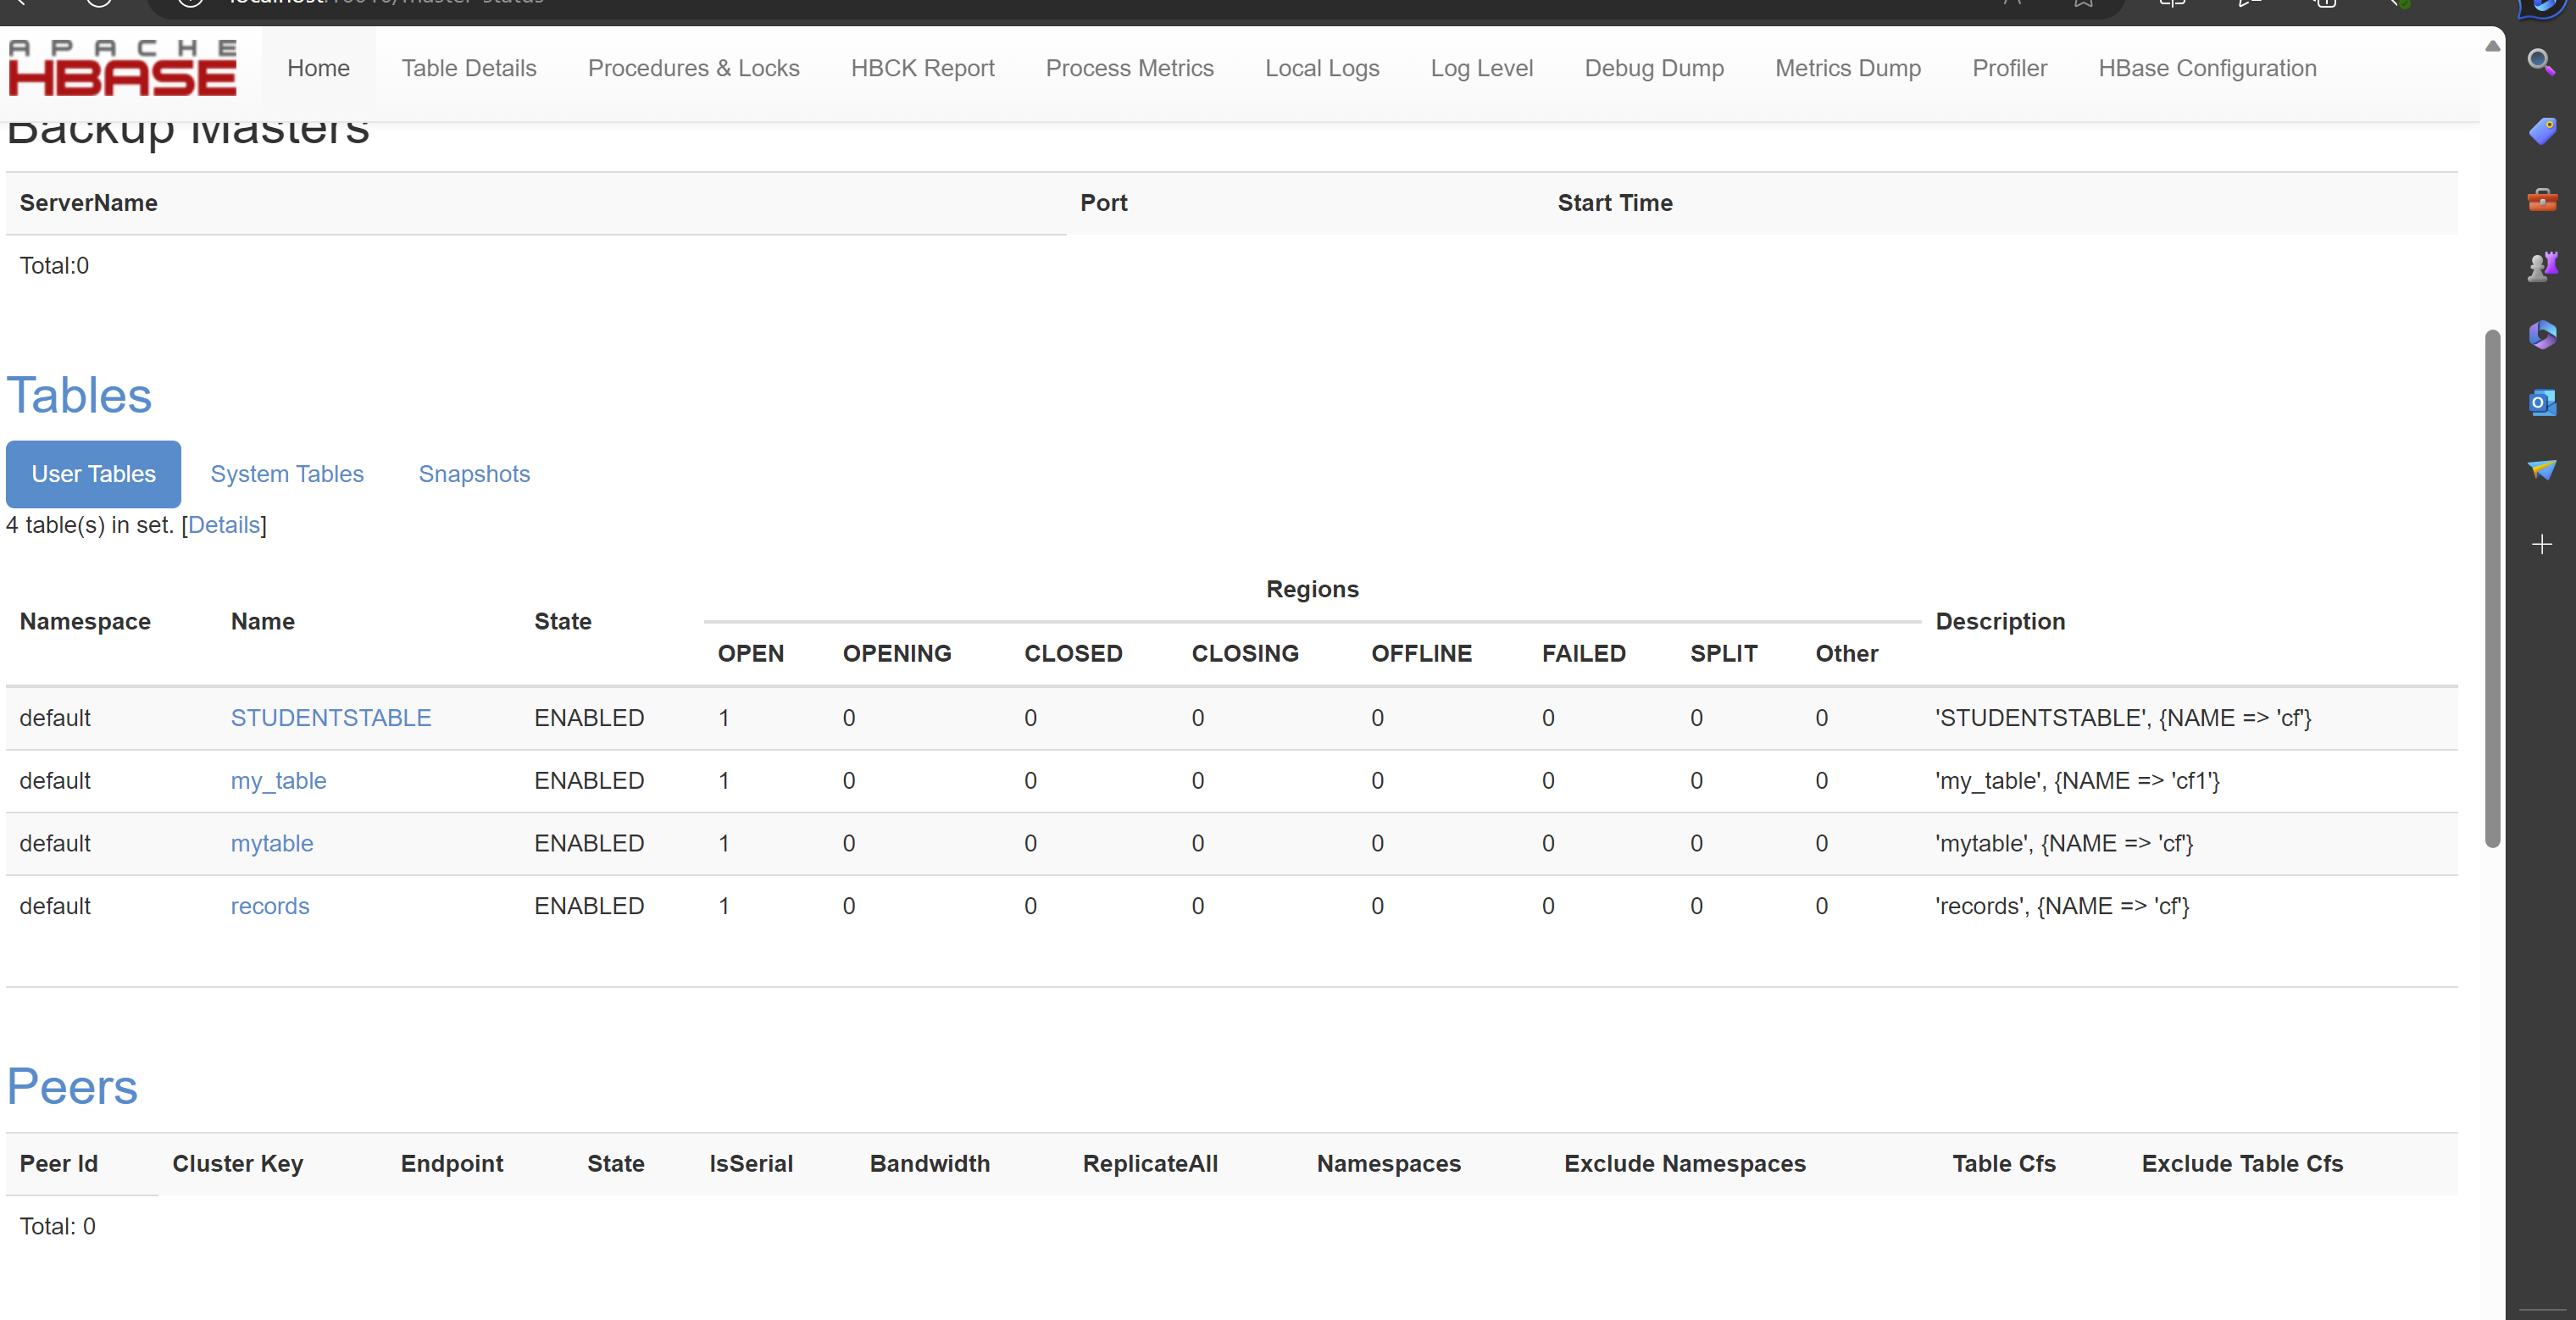 APACHE
HBASE
Home Table Details Procedures & Locks HBCK Report Process Metrics Local Logs Log Level Debug Dump Metrics Dump Profiler HBase Configuration
Backup Masters
ServerName Port Start Time
Total:0
Tables
User Tables System Tables Snapshots
4 table(s) in set. [Details]
Regions
Namespace Name State Description
OPEN OPENING CLOSED CLOSING OFFLINE FAILED SPLIT Other
default STUDENTSTABLE ENABLED 1 0 0 0 0 0 0 0 'STUDENTSTABLE', {NAME => 'cf'}
default my_table ENABLED 1 0 0 0 0 0 0 0 'my_table', {NAME => 'cf1'}
default mytable ENABLED 1 0 0 0 0 0 0 0 'mytable', {NAME => 'cf'}
default records ENABLED 1 0 0 0 0 0 0 0 'records', {NAME => 'cf'}
Peers
Peer Id Cluster Key Endpoint State IsSerial Bandwidth ReplicateAll Namespaces Exclude Namespaces Table Cfs Exclude Table Cfs
Total: 0